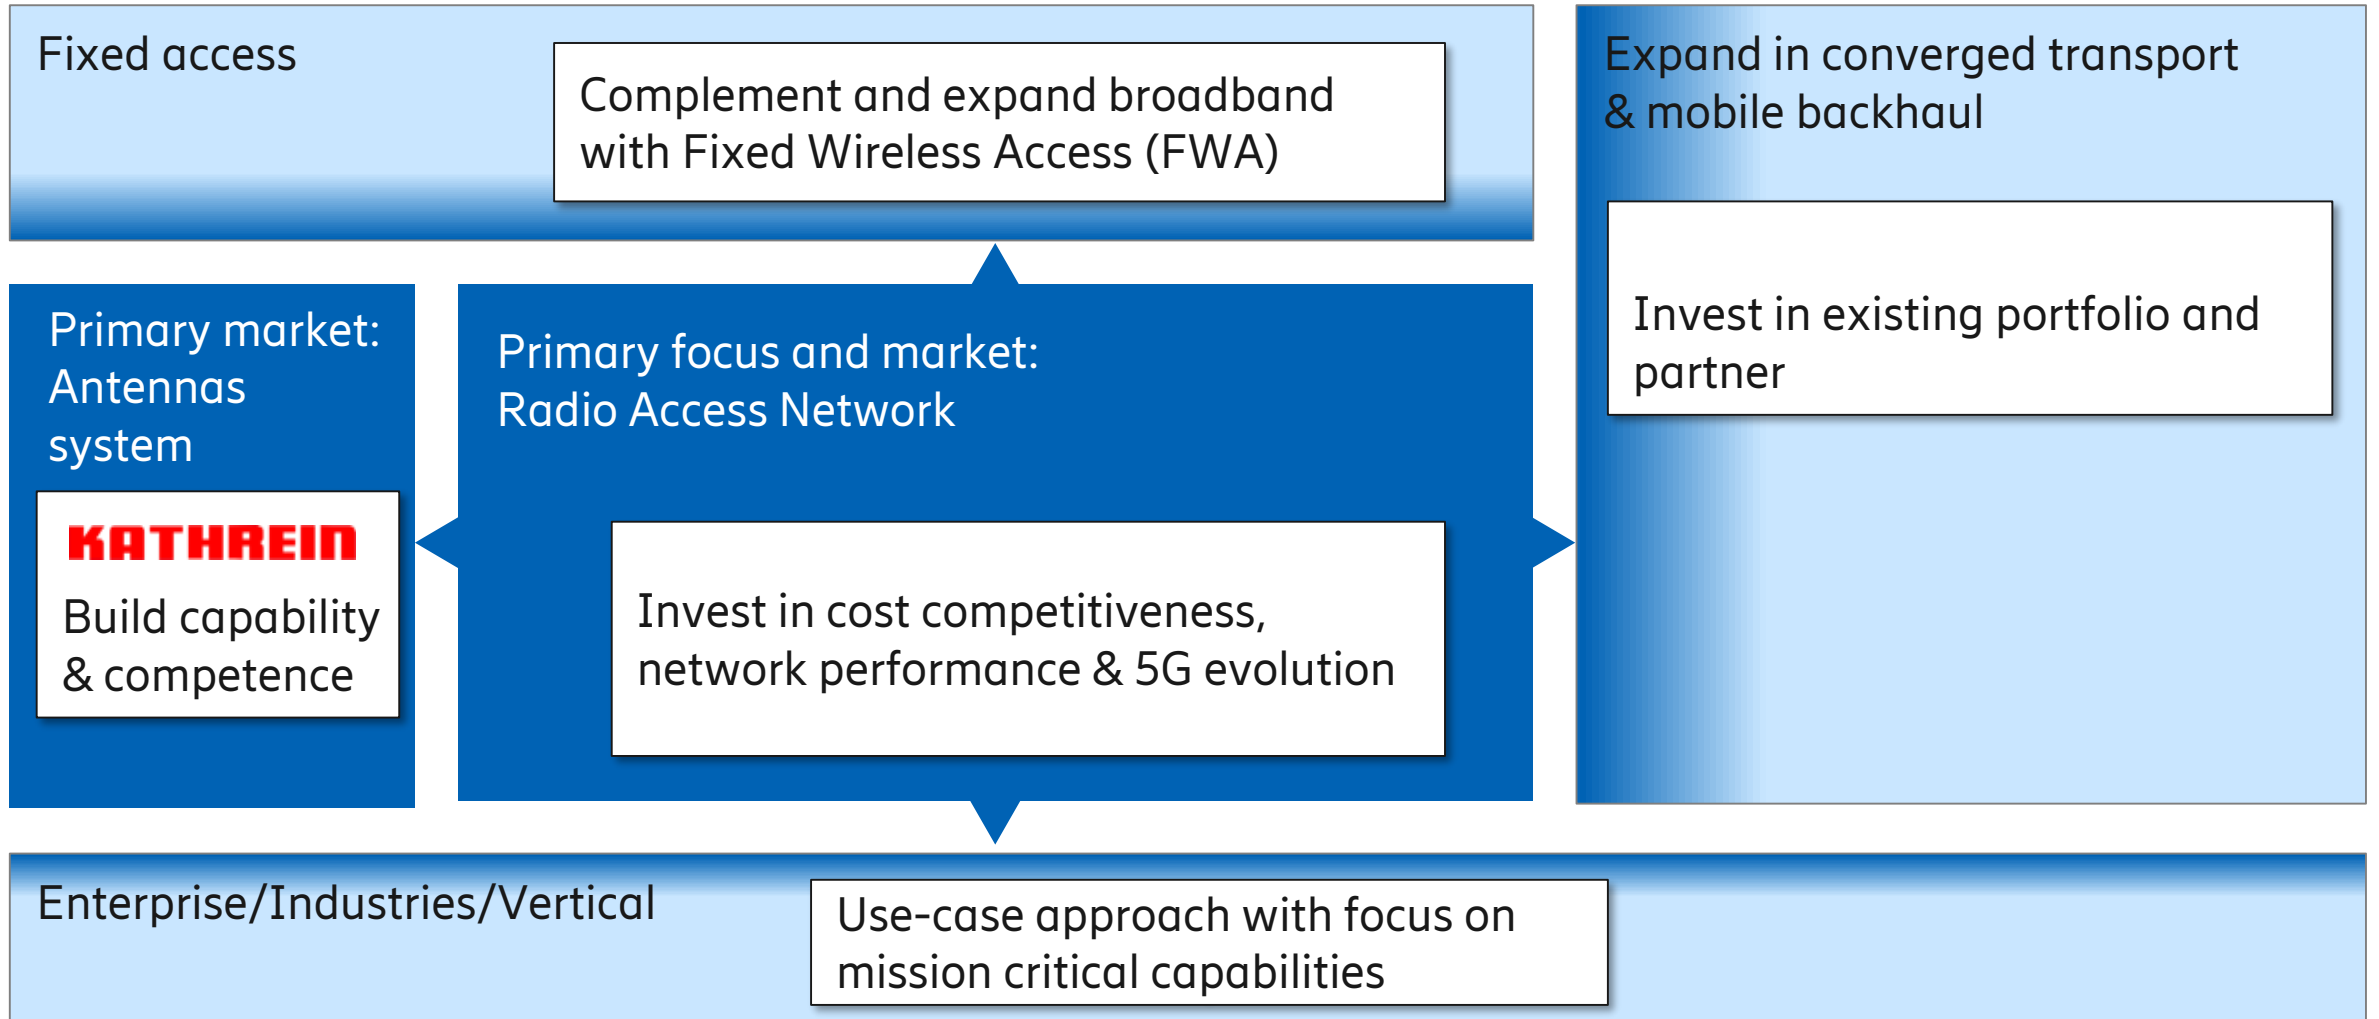 Fixed access
Complement and expand broadband
with Fixed Wireless Access (FWA)
Expand in converged transport
& mobile backhaul
Invest in existing portfolio and
partner
Primary market:
Antennas
system
KATHREIN
Build capability
& competence
Primary focus and market:
Radio Access Network
Invest in cost competitiveness,
network performance & 5G evolution
Enterprise/Industries/Vertical
Use-case approach with focus on
mission critical capabilities